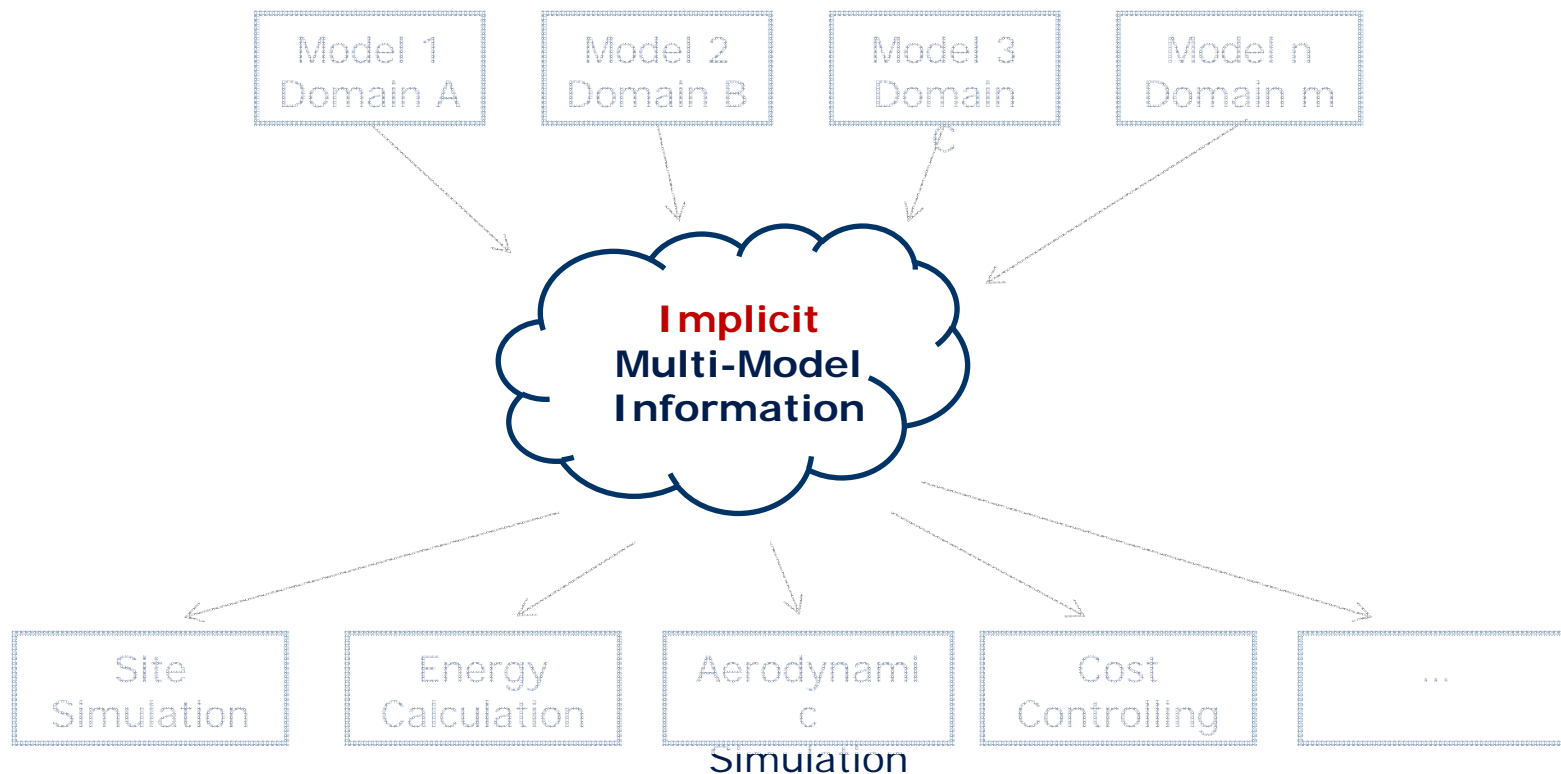 Model 1
Domain A
Model 2
Domain B
Model 3
Domain
C
Model n
Domain m
Implicit
Multi-Model
Information
Site
Simulation
Energy
Calculation
Aerodynami
c
Simulation
Cost
Controlling
...